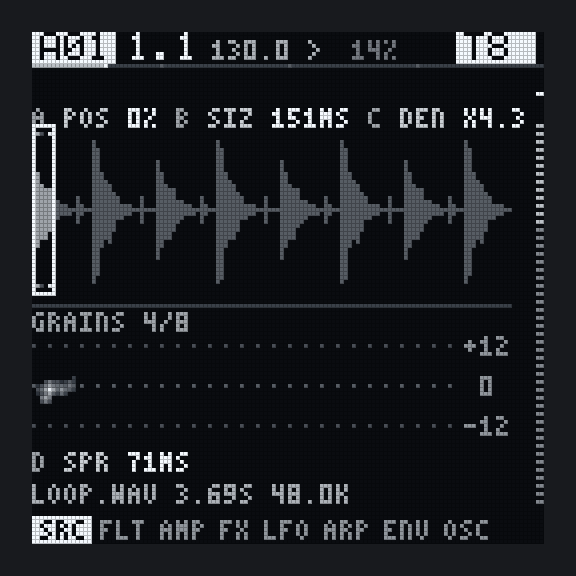 A01 1.1 130.0 > 14% T8
A POS 0% B SIZ 151MS C DEN X4.3
GRAINS 4/8
+12
0
-12
D SPR 71MS
LOOP.WAV 3.69S 48.0K
SRC FLT AMP FX LFO ARP ENV OSC